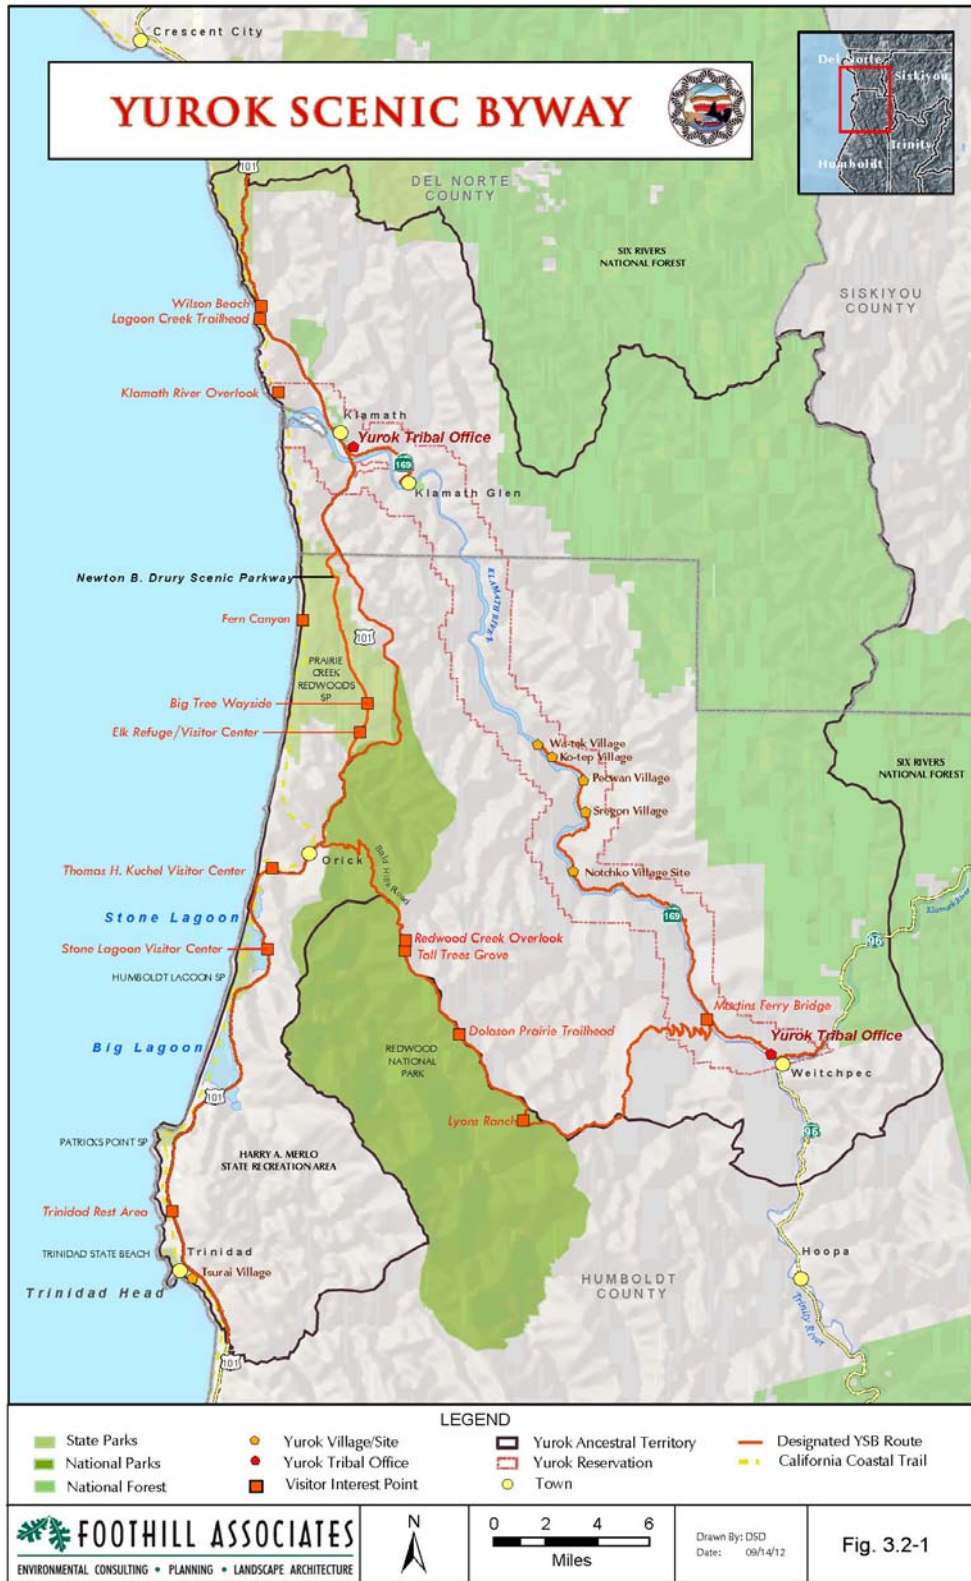 Crescent City
YUROK SCENIC BYWAY
Del Norte
Siskiyou
Trinity
Humboldt
101
DEL NORTE
COUNTY
SIX RIVERS
NATIONAL FOREST
SISKIYOU
COUNTY
Wilson Beach
Lagoon Creek Trailhead
Klamath River Overlook
Klamath
Yurok Tribal Office
169
Klamath Glen
Newton B. Drury Scenic Parkway
KLAMATH RIVER
Fern Canyon
101
PRAIRIE
CREEK
REDWOODS
SP
Big Tree Wayside
Elk Refuge/Visitor Center
Wa-tek Village
Ko-tep Village
Pecwan Village
Sregon Village
SIX RIVERS
NATIONAL FOREST
Orick
Bald Hills Road
Thomas H. Kuchel Visitor Center
Notchko Village Site
Klamath River
Stone Lagoon
169
96
Redwood Creek Overlook
Tall Trees Grove
Stone Lagoon Visitor Center
HUMBOLDT LAGOON SP
Martins Ferry Bridge
Dolason Prairie Trailhead
Yurok Tribal Office
Big Lagoon
REDWOOD
NATIONAL
PARK
Weitchpec
101
Lyons Ranch
96
PATRICKS POINT SP
HARRY A. MERLO
STATE RECREATION AREA
Trinidad Rest Area
TRINIDAD STATE BEACH
Trinidad
Tsurai Village
Hoopa
Trinidad Head
HUMBOLDT
COUNTY
Trinity River
101
LEGEND
State Parks
National Parks
National Forest
Yurok Village/Site
Yurok Tribal Office
Visitor Interest Point
Yurok Ancestral Territory
Yurok Reservation
Town
Designated YSB Route
California Coastal Trail
FOOTHILL ASSOCIATES
ENVIRONMENTAL CONSULTING • PLANNING • LANDSCAPE ARCHITECTURE
N
0 2 4 6
Miles
Drawn By: DSD
Date: 09/14/12
Fig. 3.2-1